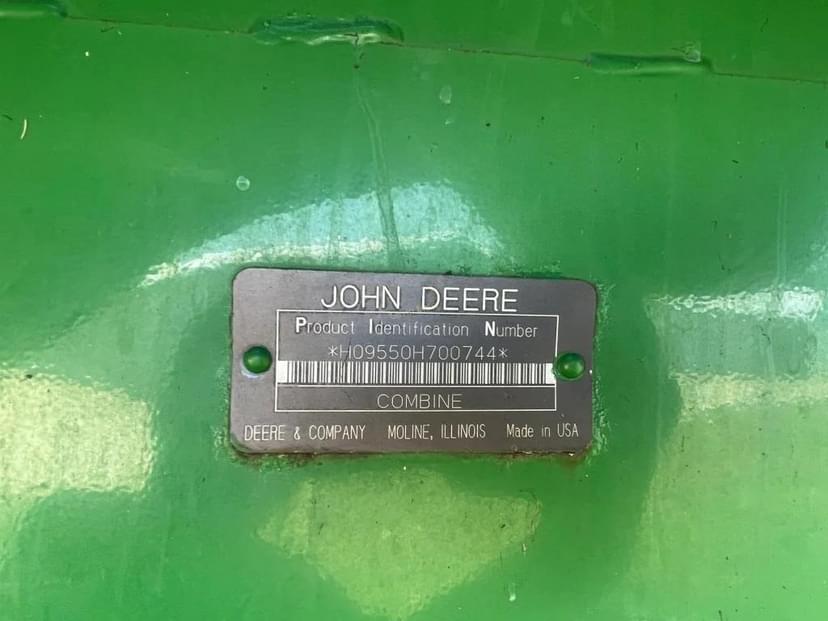 JOHN DEERE
Product Identification Number
*H09550H700744*
COMBINE
DEERE & COMPANY MOLINE, ILLINOIS Made in USA